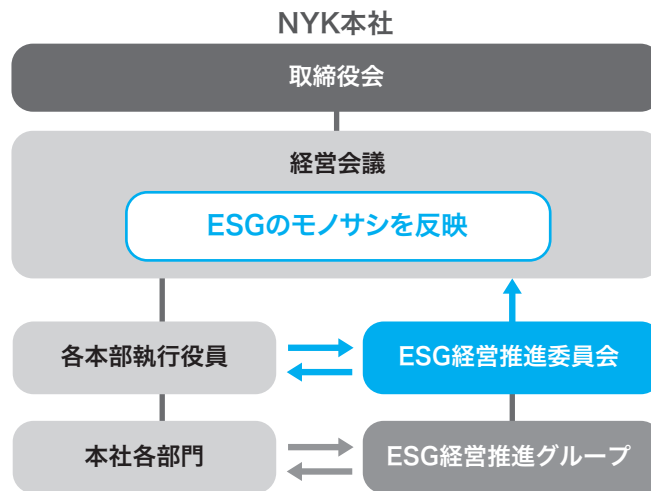 NYK本社
取締役会
経営会議
ESGのモノサシを反映
各本部執行役員
ESG経営推進委員会
本社各部門
ESG経営推進グループ